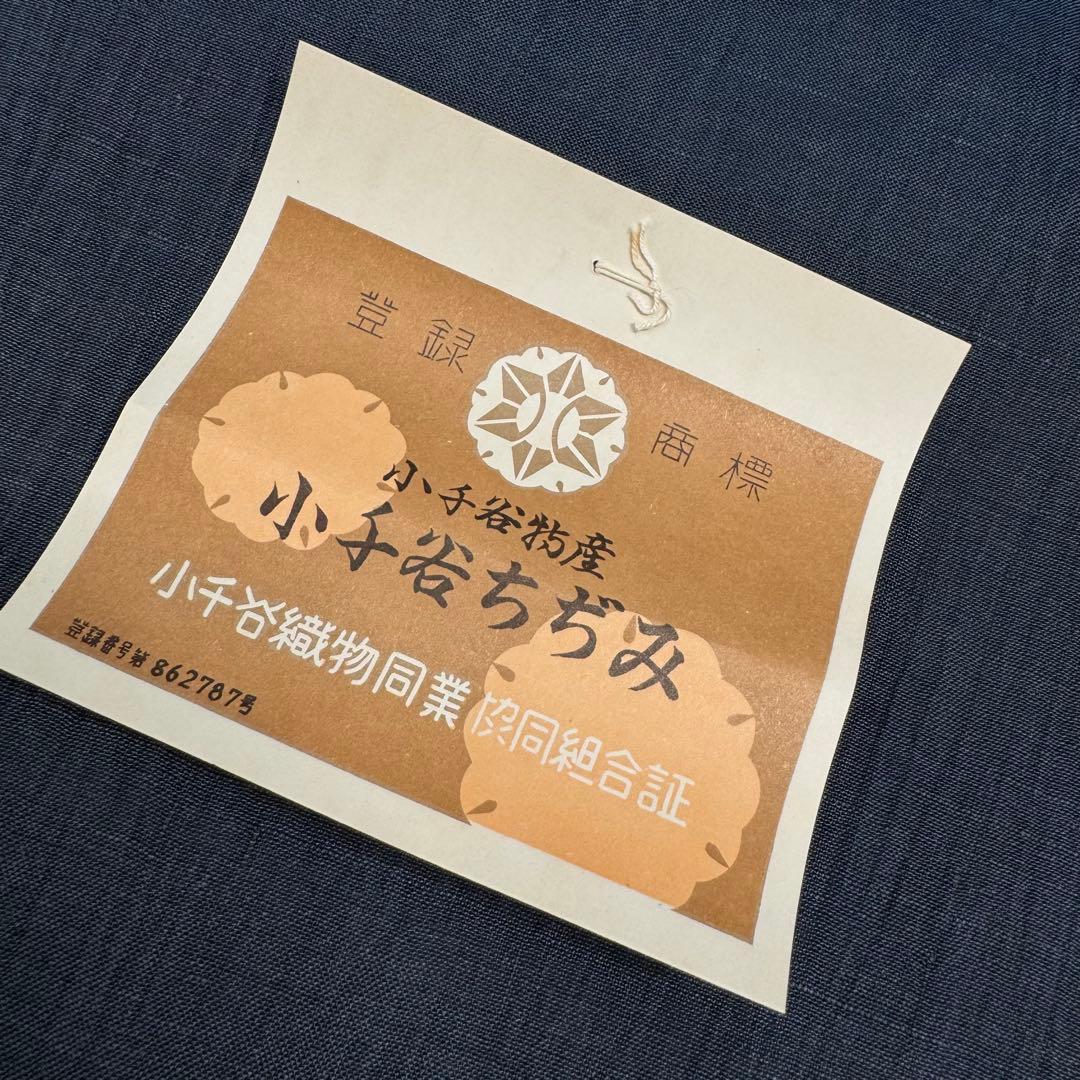 登録 商標
小千谷物産
小千谷ちぢみ
小千谷織物同業協同組合証
登録番号第862787号